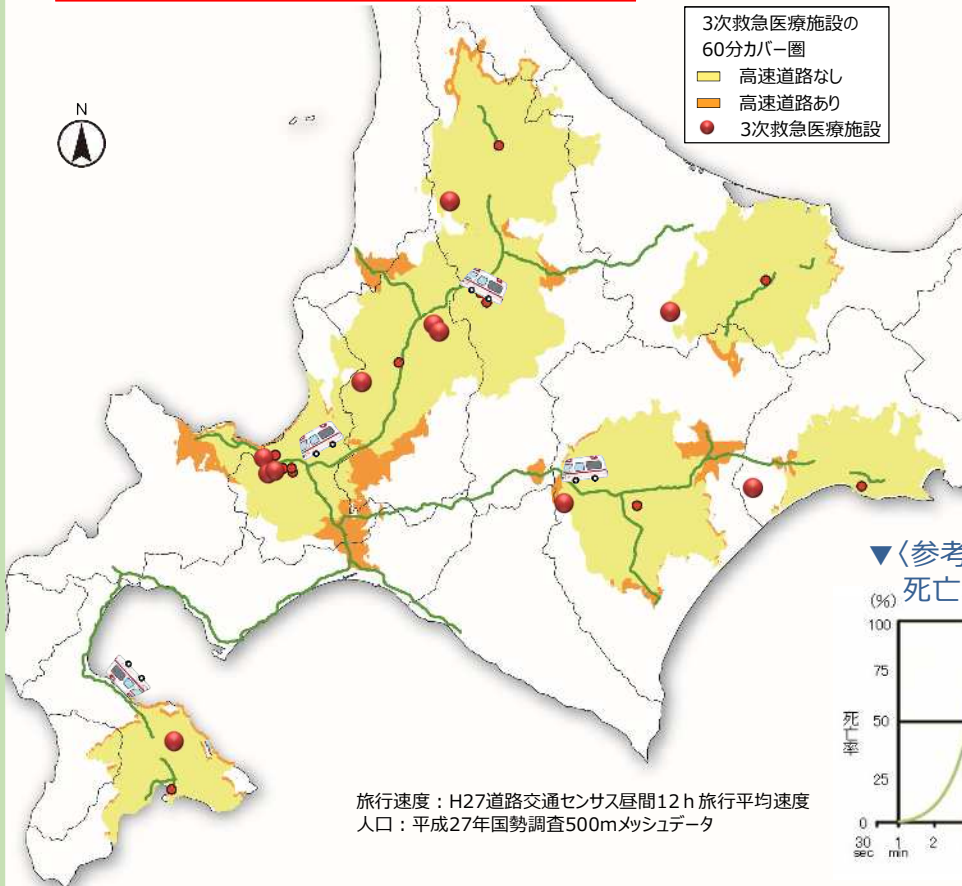 3次救急医療施設の
60分カバー圏
高速道路なし
高速道路あり
3次救急医療施設
N
▼〈参考
死亡
(%)
100
75
50
25
0
死亡率
30 sec
1 min
2
旅行速度：H27道路交通センサス昼間12h旅行平均速度
人口：平成27年国勢調査500mメッシュデータ